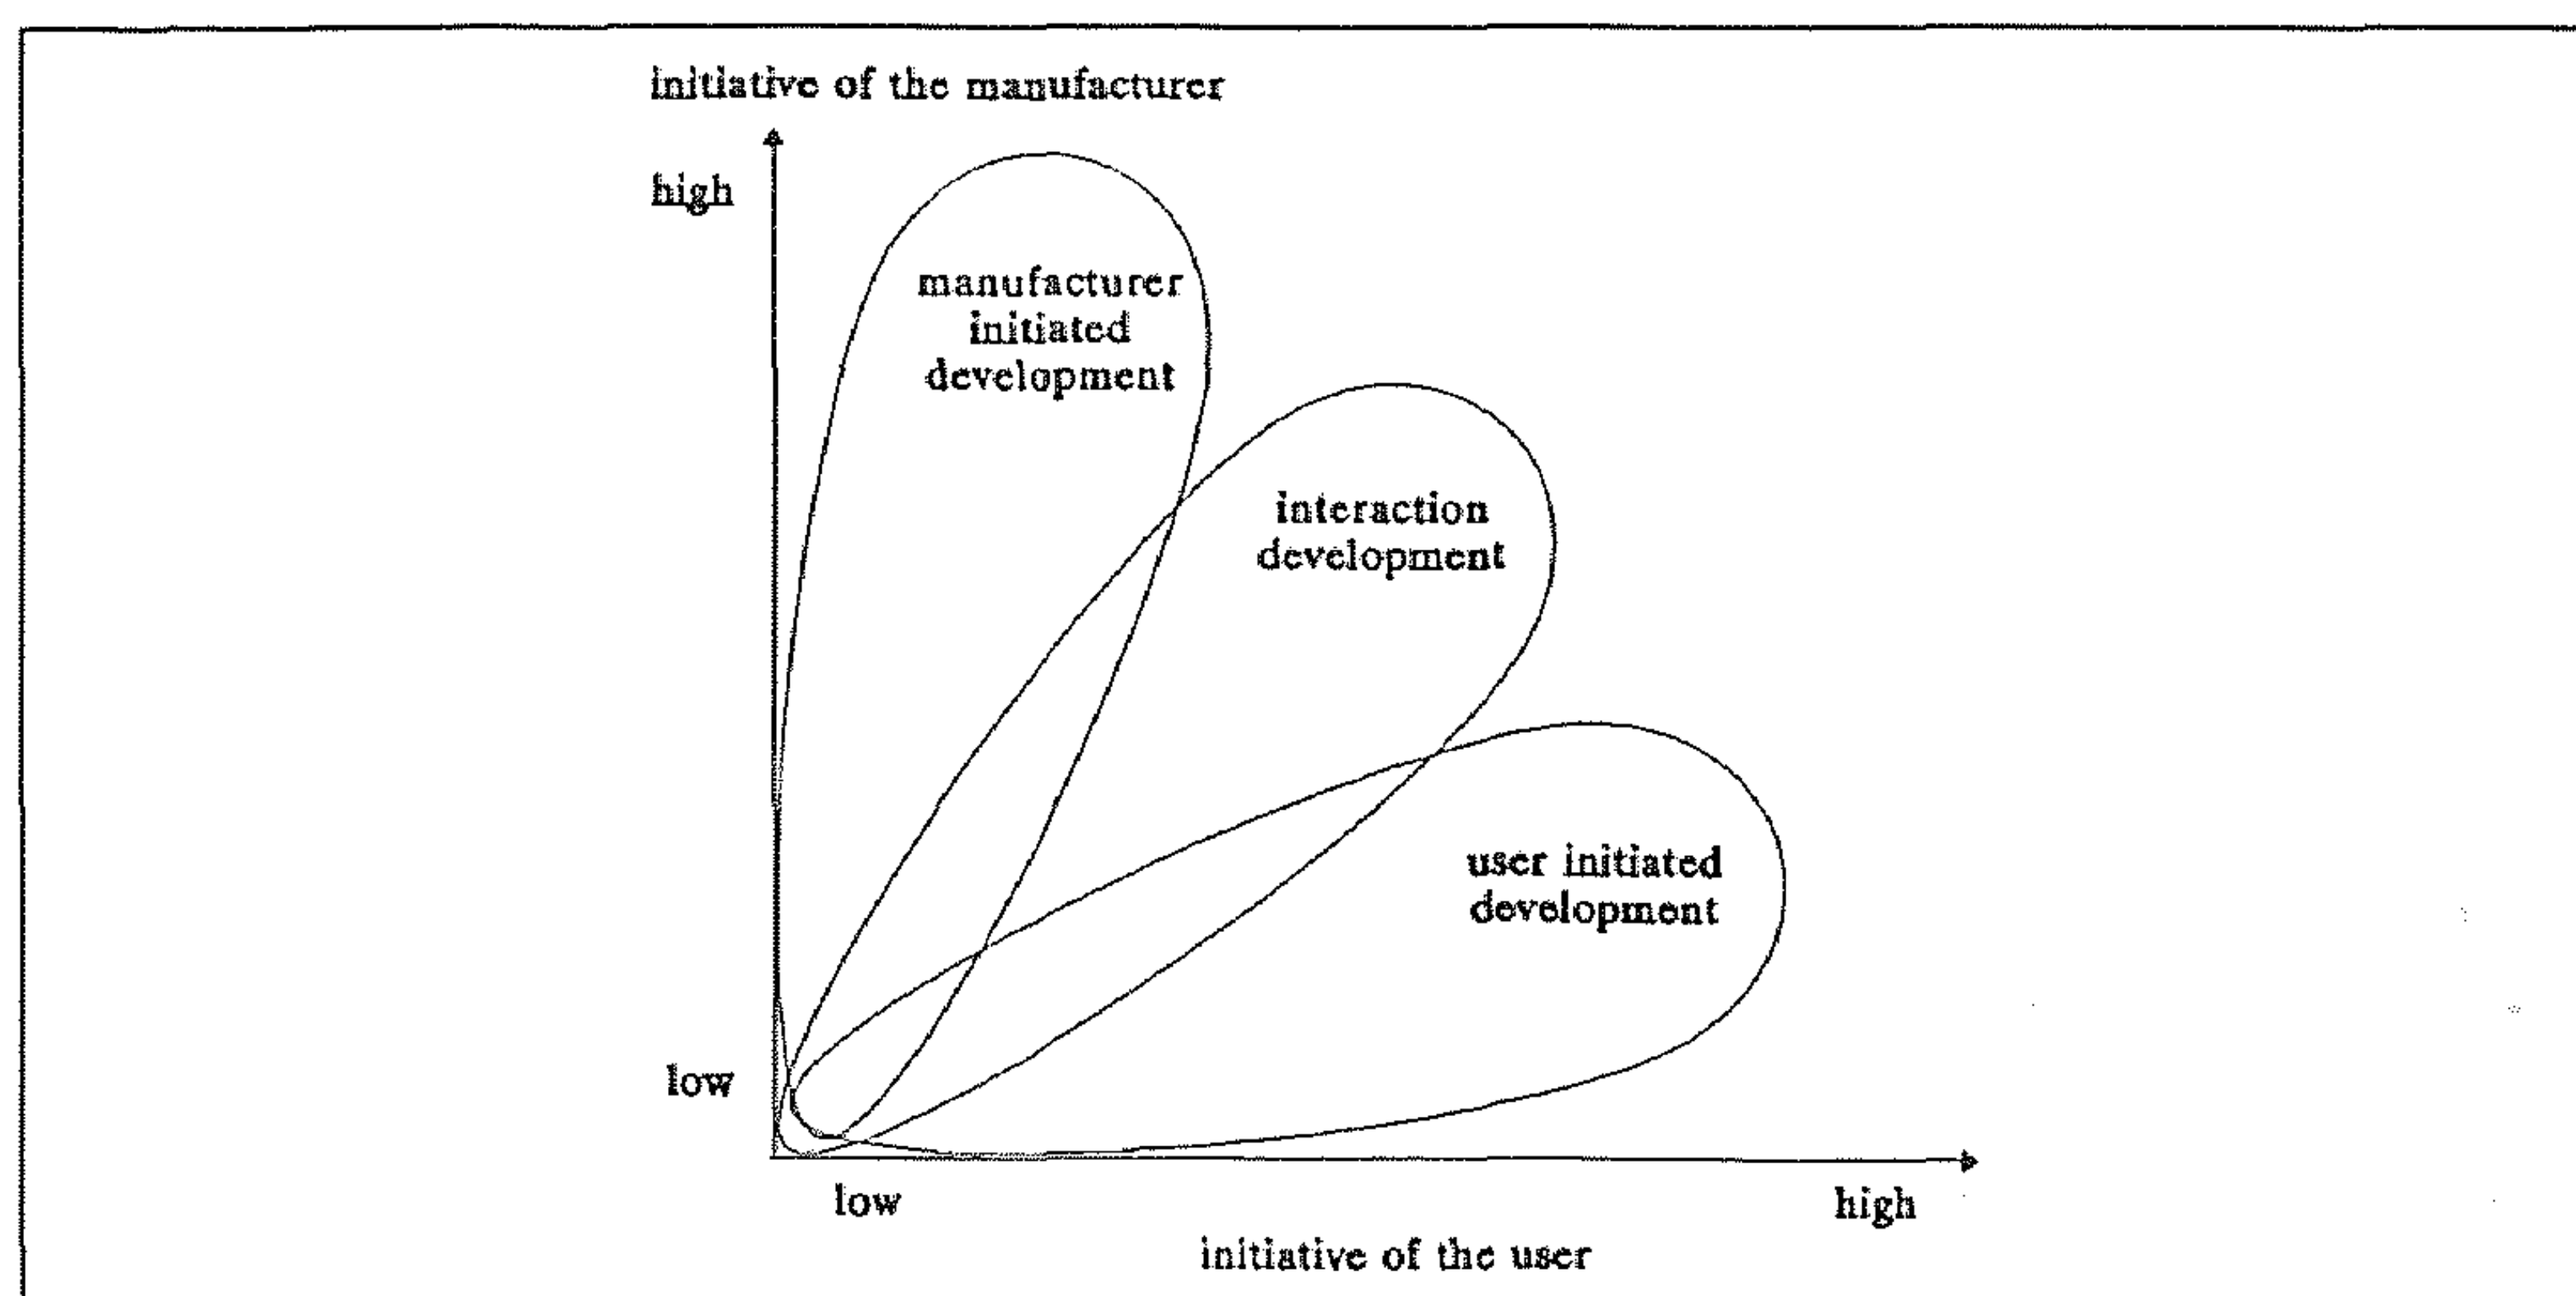 initiative of the manufacturer
high
manufacturer
initiated
development
interaction
development
user initiated
development
low
low
high
initiative of the user